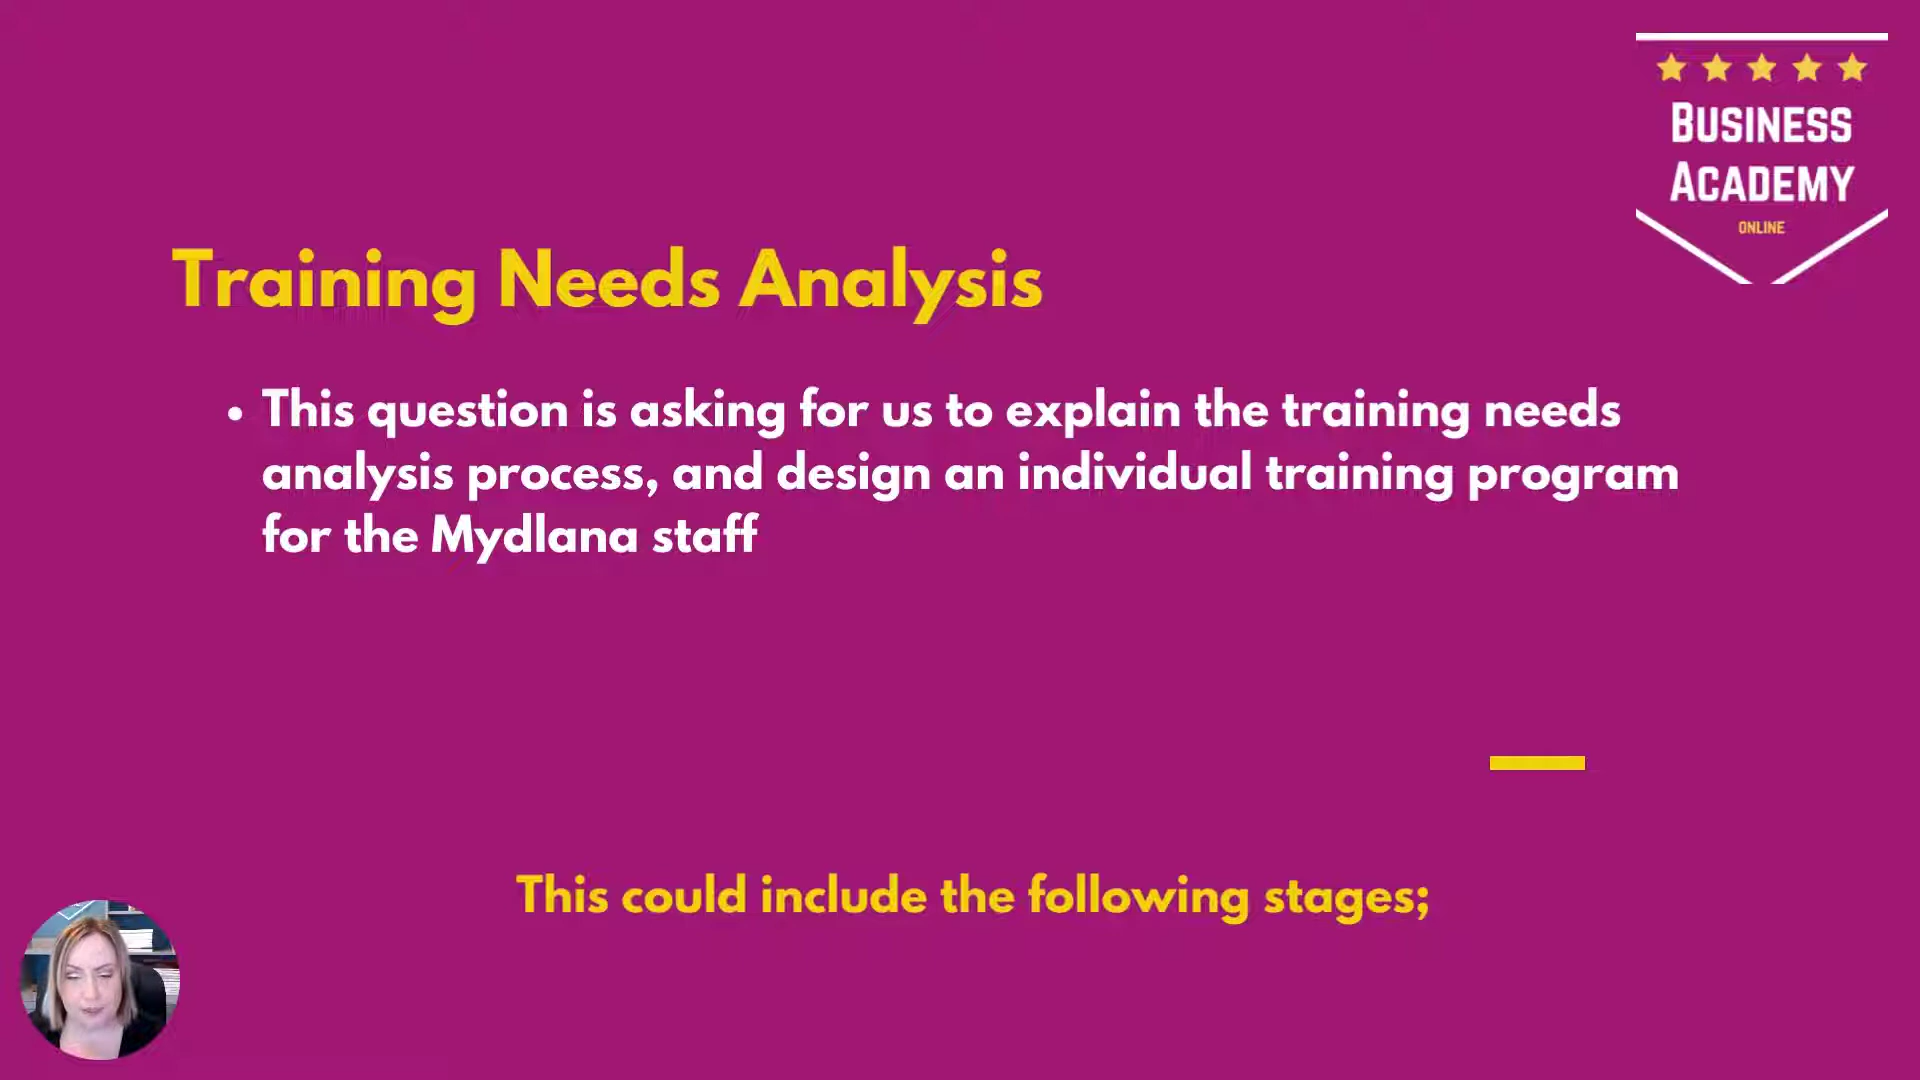 BUSINESS
ACADEMY
ONLINE
Training Needs Analysis
• This question is asking for us to explain the training needs
analysis process, and design an individual training program
for the Mydlana staff
This could include the following stages;